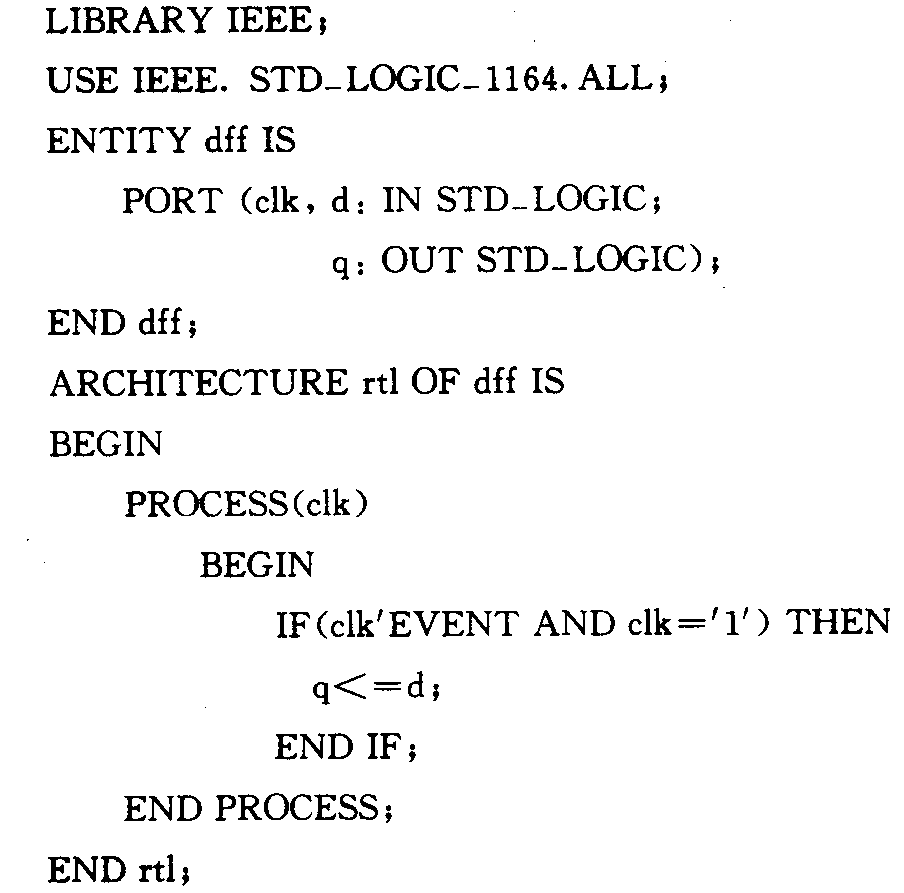 LIBRARY IEEE;
USE IEEE. STD_LOGIC_1164. ALL;
ENTITY dff IS
PORT (clk, d: IN STD_LOGIC;
q: OUT STD_LOGIC);
END dff;
ARCHITECTURE rtl OF dff IS
BEGIN
PROCESS(clk)
BEGIN
IF(clk'EVENT AND clk='1') THEN
q<=d;
END IF;
END PROCESS;
END rtl;